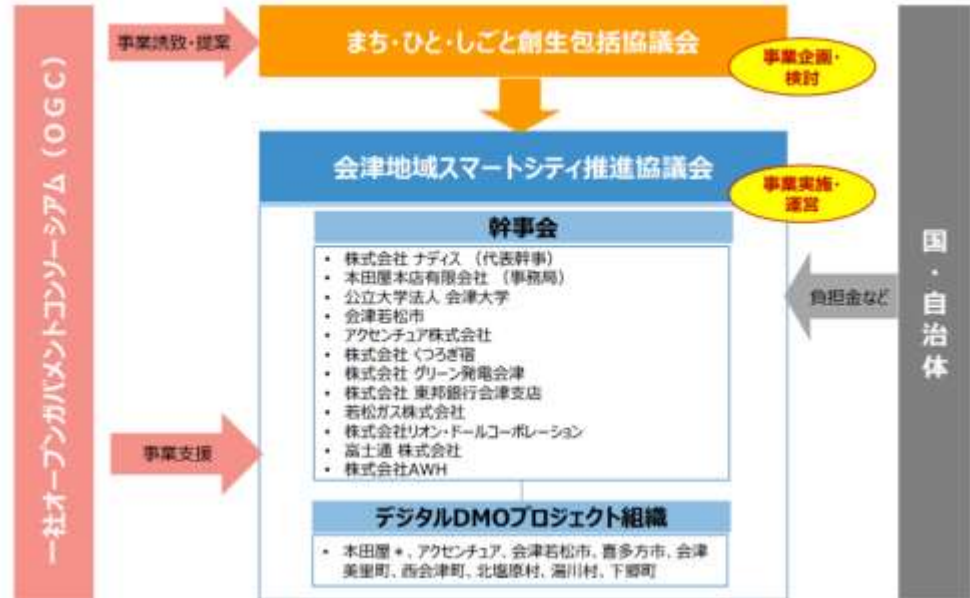 一社オープンガバメントコンソーシアム（ＯＧＣ）
事業誘致・提案
まち・ひと・しごと創生包括協議会
事業企画・
検討
会津地域スマートシティ推進協議会
事業実施・
運営
幹事会
・ 株式会社 ナディス （代表幹事）
・ 本田屋本店有限会社 （事務局）
・ 公立大学法人 会津大学
・ 会津若松市
・ アクセンチュア株式会社
・ 株式会社 くつろぎ宿
・ 株式会社 グリーン発電会津
・ 株式会社 東邦銀行会津支店
・ 若松ガス株式会社
・ 株式会社リオン・ドールコーポレーション
・ 富士通 株式会社
・ 株式会社AWH
事業支援
デジタルDMOプロジェクト組織
・ 本田屋＊、アクセンチュア、会津若松市、喜多方市、会津
美里町、西会津町、北塩原村、湯川村、下郷町
負担金など
国・自治体